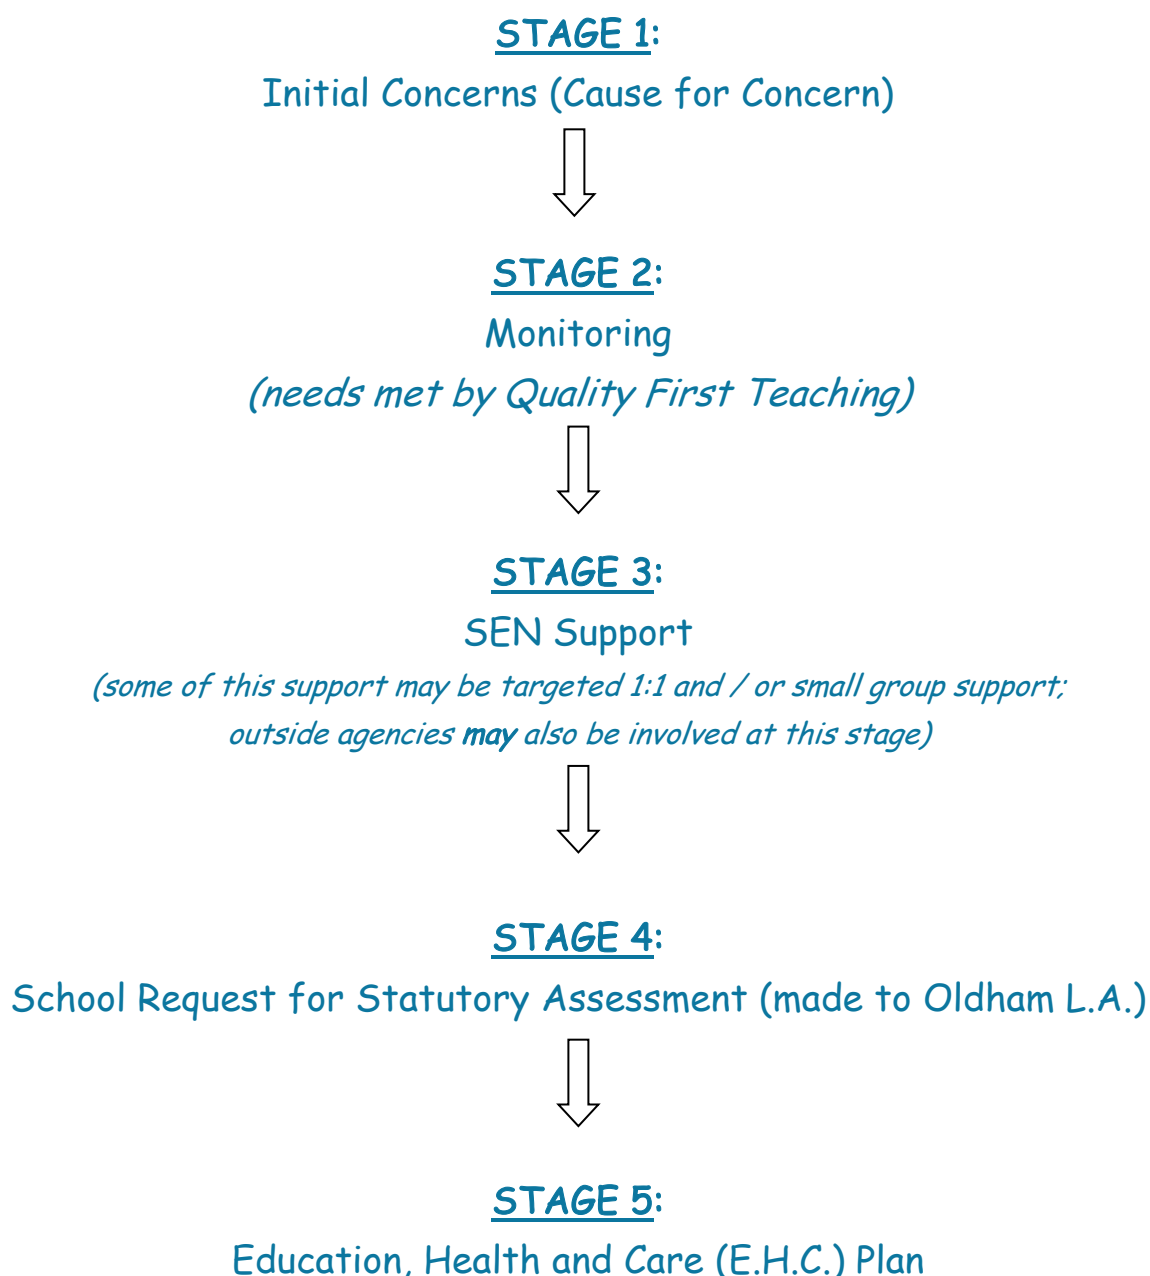 STAGE 1:
Initial Concerns (Cause for Concern)
STAGE 2:
Monitoring
(needs met by Quality First Teaching)
STAGE 3:
SEN Support
(some of this support may be targeted 1:1 and / or small group support;
outside agencies may also be involved at this stage)
STAGE 4:
School Request for Statutory Assessment (made to Oldham L.A.)
STAGE 5:
Education, Health and Care (E.H.C.) Plan